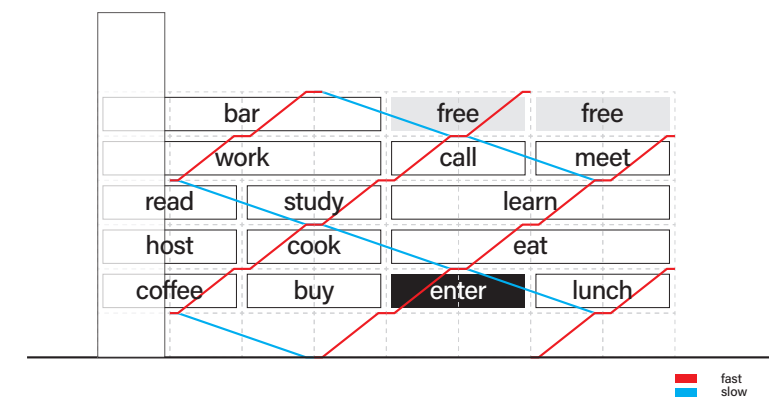 bar free free
work call meet
read study learn
host cook eat
coffee buy enter lunch
fast
slow